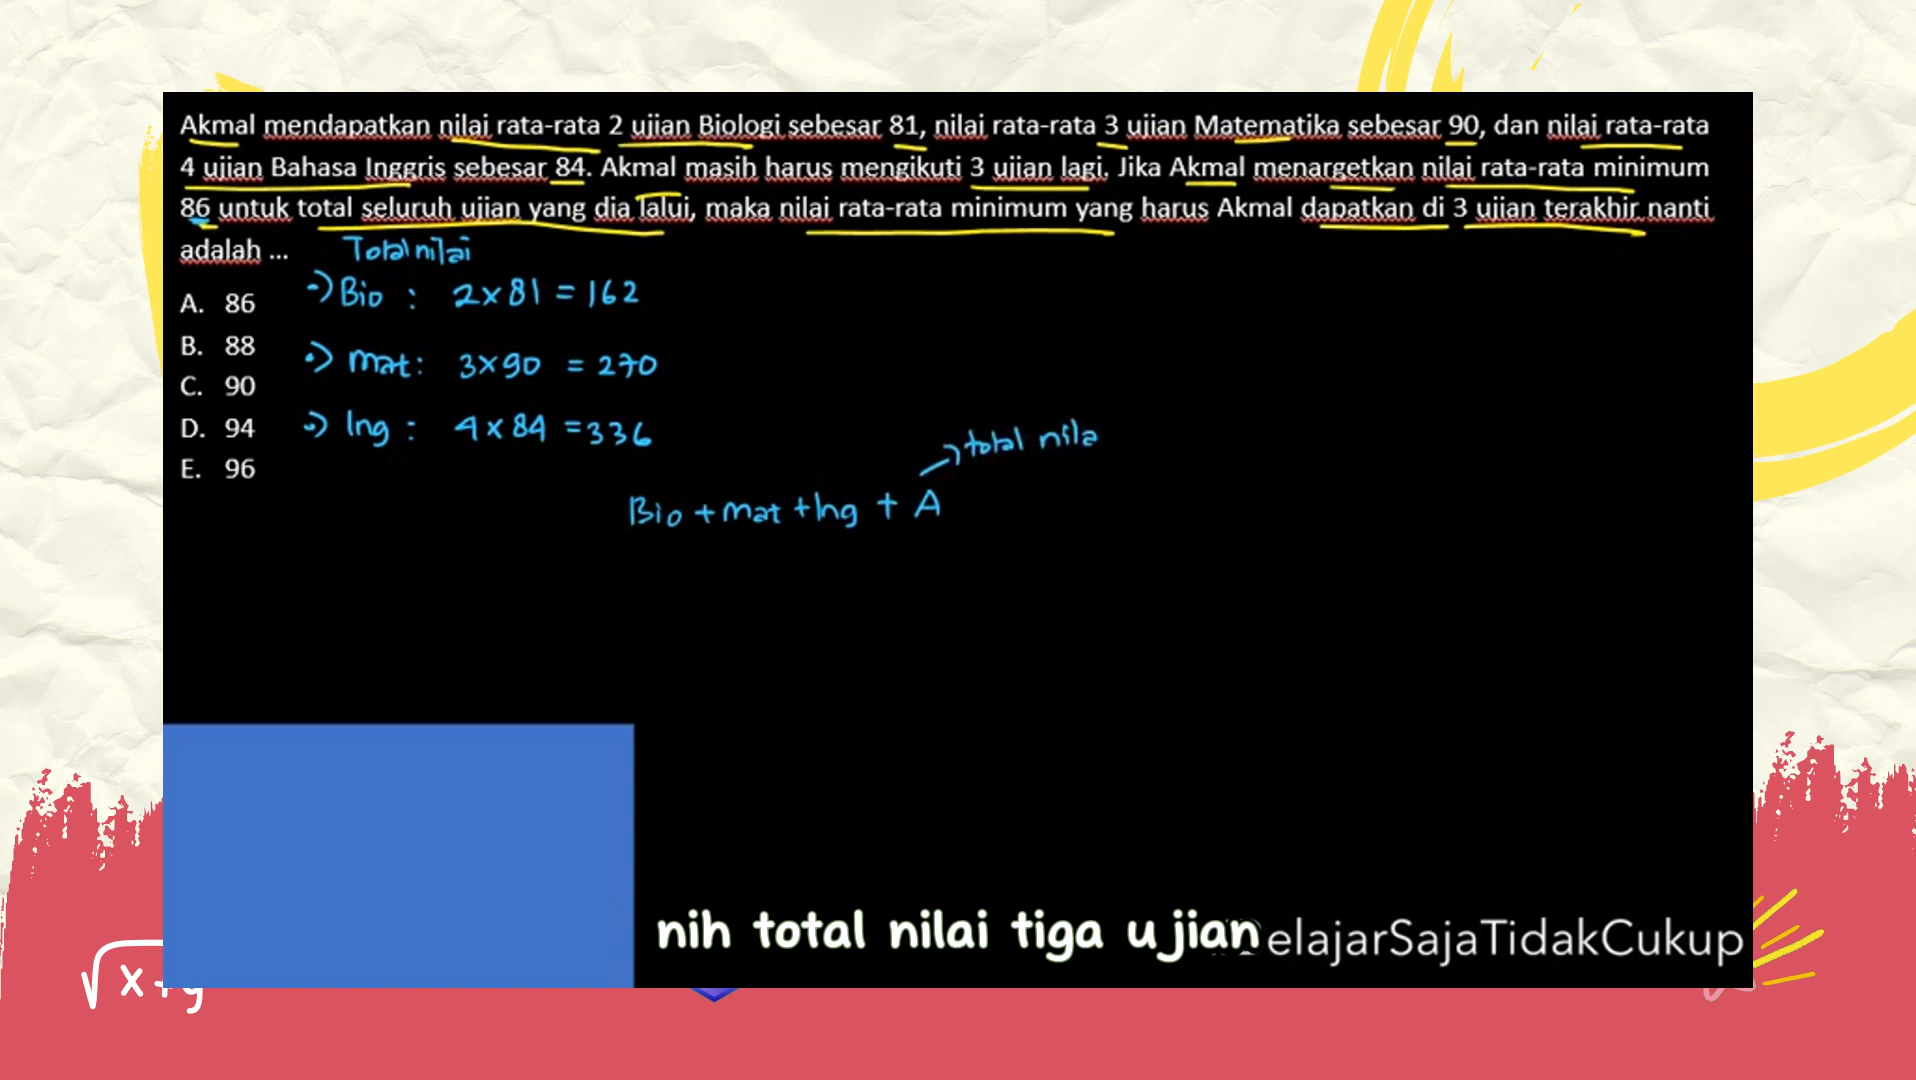 Akmal mendapatkan nilai rata-rata 2 ujian Biologi sebesar 81, nilai rata-rata 3 ujian Matematika sebesar 90, dan nilai rata-rata
4 ujian Bahasa Inggris sebesar 84. Akmal masih harus mengikuti 3 ujian lagi. Jika Akmal menargetkan nilai rata-rata minimum
86 untuk total seluruh ujian yang dia lalui, maka nilai rata-rata minimum yang harus Akmal dapatkan di 3 ujian terakhir nanti
adalah ...
Total nilai
Bio : 2 x 81 = 162
A. 86
B. 88
mat : 3 x 90 = 270
C. 90
D. 94
Ing : 4 x 84 = 336
E. 96
total nila
Bio + mat + Ing + A
nih total nilai tiga ujian
elajarSajaTidakCukup
√x+y